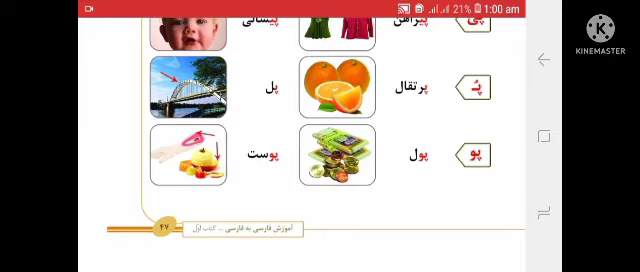 21% 1:00 am
KINEMASTER
پی پیراهن پیشانی
پُـ پرتقال پل
پو پول پوست
آموزش فارسی به فارسی ... کتاب اول ۴۷